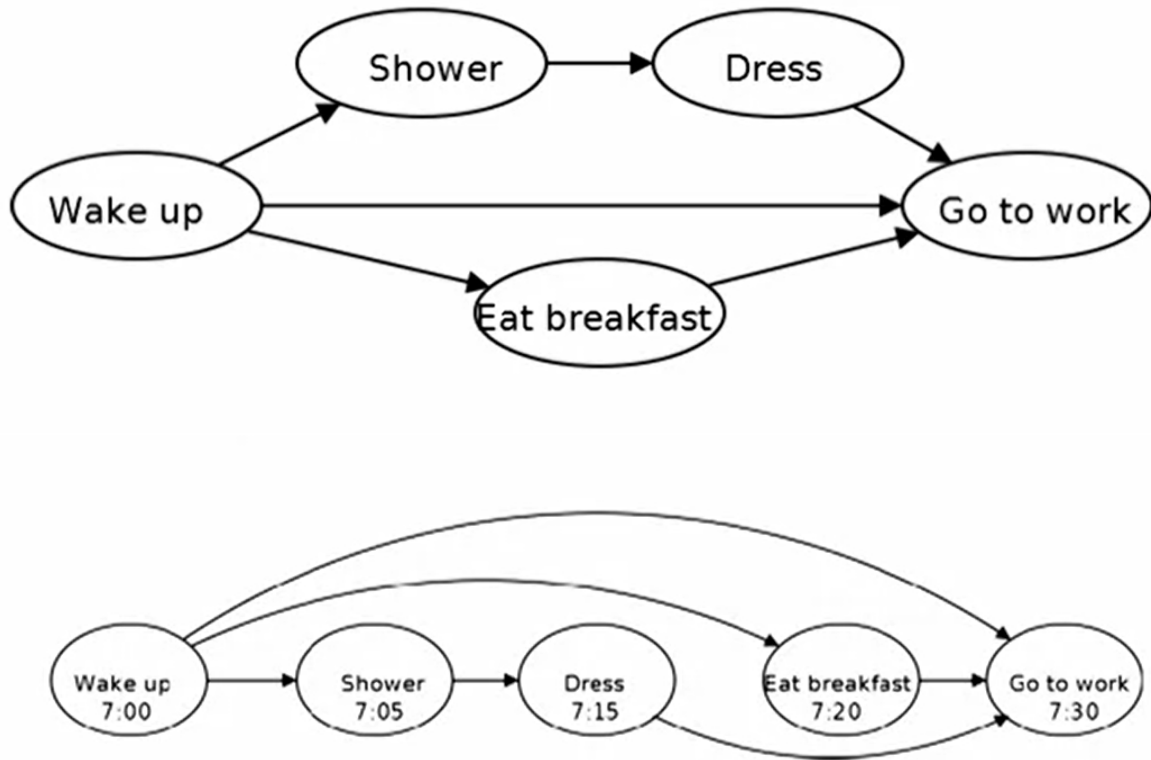 Shower
Dress
Wake up
Go to work
Eat breakfast
Wake up
7:00
Shower
7:05
Dress
7:15
Eat breakfast
7:20
Go to work
7:30